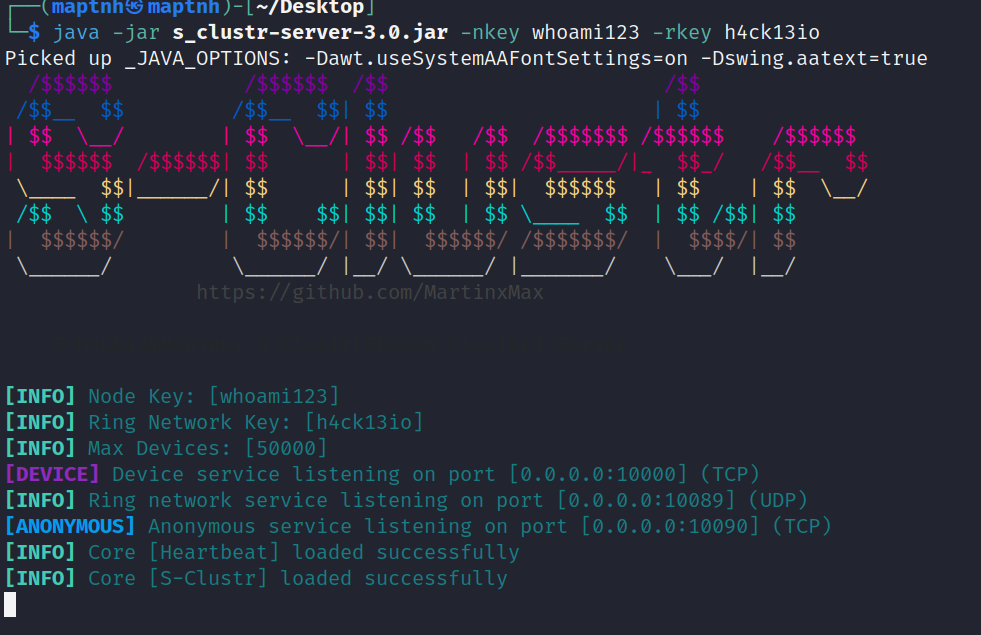 ┌──(maptnh㉿maptnh)-[~/Desktop]
└─$ java -jar s_clustr-server-3.0.jar -nkey whoami123 -rkey h4ck13io
Picked up _JAVA_OPTIONS: -Dawt.useSystemAAFontSettings=on -Dswing.aatext=true
  /$$$$$$           /$$$$$$  /$$                       /$$
 /$$__  $$         /$$__  $$| $$                      | $$
| $$  \__/        | $$  \__/| $$ /$$   /$$  /$$$$$$$ /$$$$$$    /$$$$$$
|  $$$$$$  /$$$$$$| $$      | $$| $$  | $$ /$$_____/|_  $$_/   /$$__  $$
 \____  $$|______/| $$      | $$| $$  | $$|  $$$$$$   | $$    | $$  \__/
 /$$  \ $$        | $$    $$| $$| $$  | $$ \____  $$  | $$ /$$| $$
|  $$$$$$/        |  $$$$$$/| $$|  $$$$$$/ /$$$$$$$/  |  $$$$/| $$
 \______/          \______/ |__/ \______/ |_______/    \___/  |__/
                https://github.com/MartinxMax
[INFO] Node Key: [whoami123]
[INFO] Ring Network Key: [h4ck13io]
[INFO] Max Devices: [50000]
[DEVICE] Device service listening on port [0.0.0.0:10000] (TCP)
[INFO] Ring network service listening on port [0.0.0.0:10089] (UDP)
[ANONYMOUS] Anonymous service listening on port [0.0.0.0:10090] (TCP)
[INFO] Core [Heartbeat] loaded successfully
[INFO] Core [S-Clustr] loaded successfully